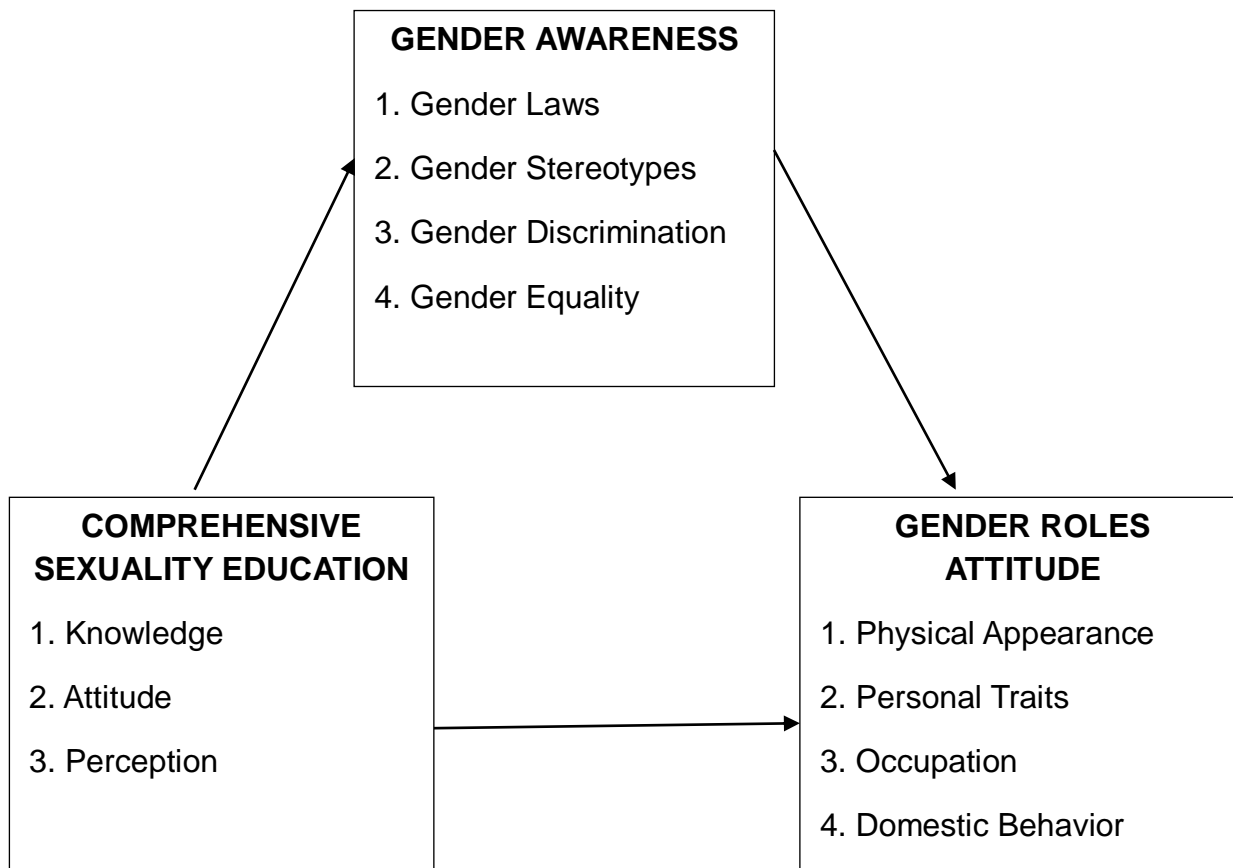 GENDER AWARENESS
1. Gender Laws
2. Gender Stereotypes
3. Gender Discrimination
4. Gender Equality
COMPREHENSIVE
SEXUALITY EDUCATION
1. Knowledge
2. Attitude
3. Perception
GENDER ROLES
ATTITUDE
1. Physical Appearance
2. Personal Traits
3. Occupation
4. Domestic Behavior